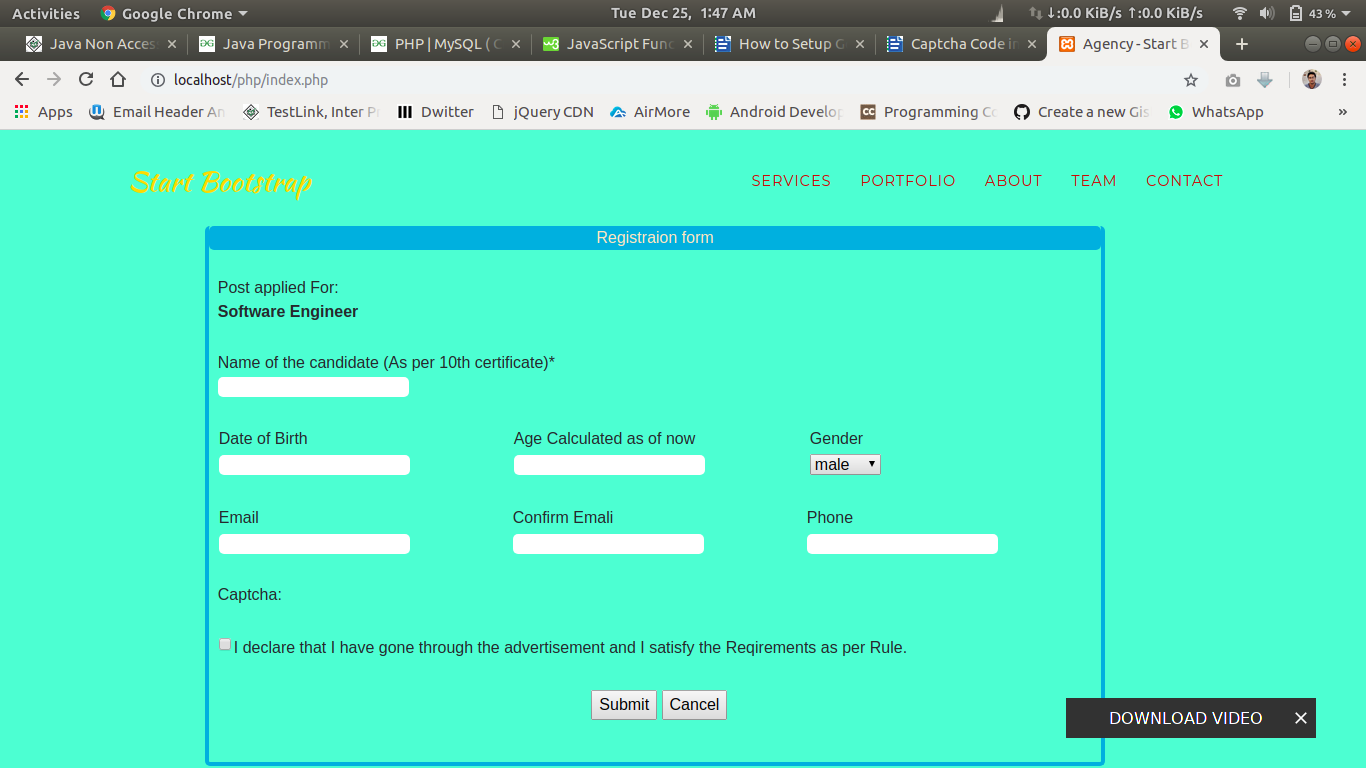 Activities Google Chrome Tue Dec 25, 1:47 AM ↓:0.0 KiB/s ↑:0.0 KiB/s 43 %
Java Non Acces PHP | MySQL ( C JavaScript Fun How to Setup G Captcha Code in Agency - Start B
localhost/php/index.php
Apps Email Header An TestLink, Inter P Dwitter jQuery CDN AirMore Android Develop Programming Co Create a new Gis WhatsApp »
Start Bootstrap SERVICES PORTFOLIO ABOUT TEAM CONTACT
Registraion form
Post applied For:
Software Engineer
Name of the candidate (As per 10th certificate)*
Date of Birth Age Calculated as of now Gender
male
Email Confirm Emali Phone
Captcha:
I declare that I have gone through the advertisement and I satisfy the Reqirements as per Rule.
Submit Cancel
DOWNLOAD VIDEO